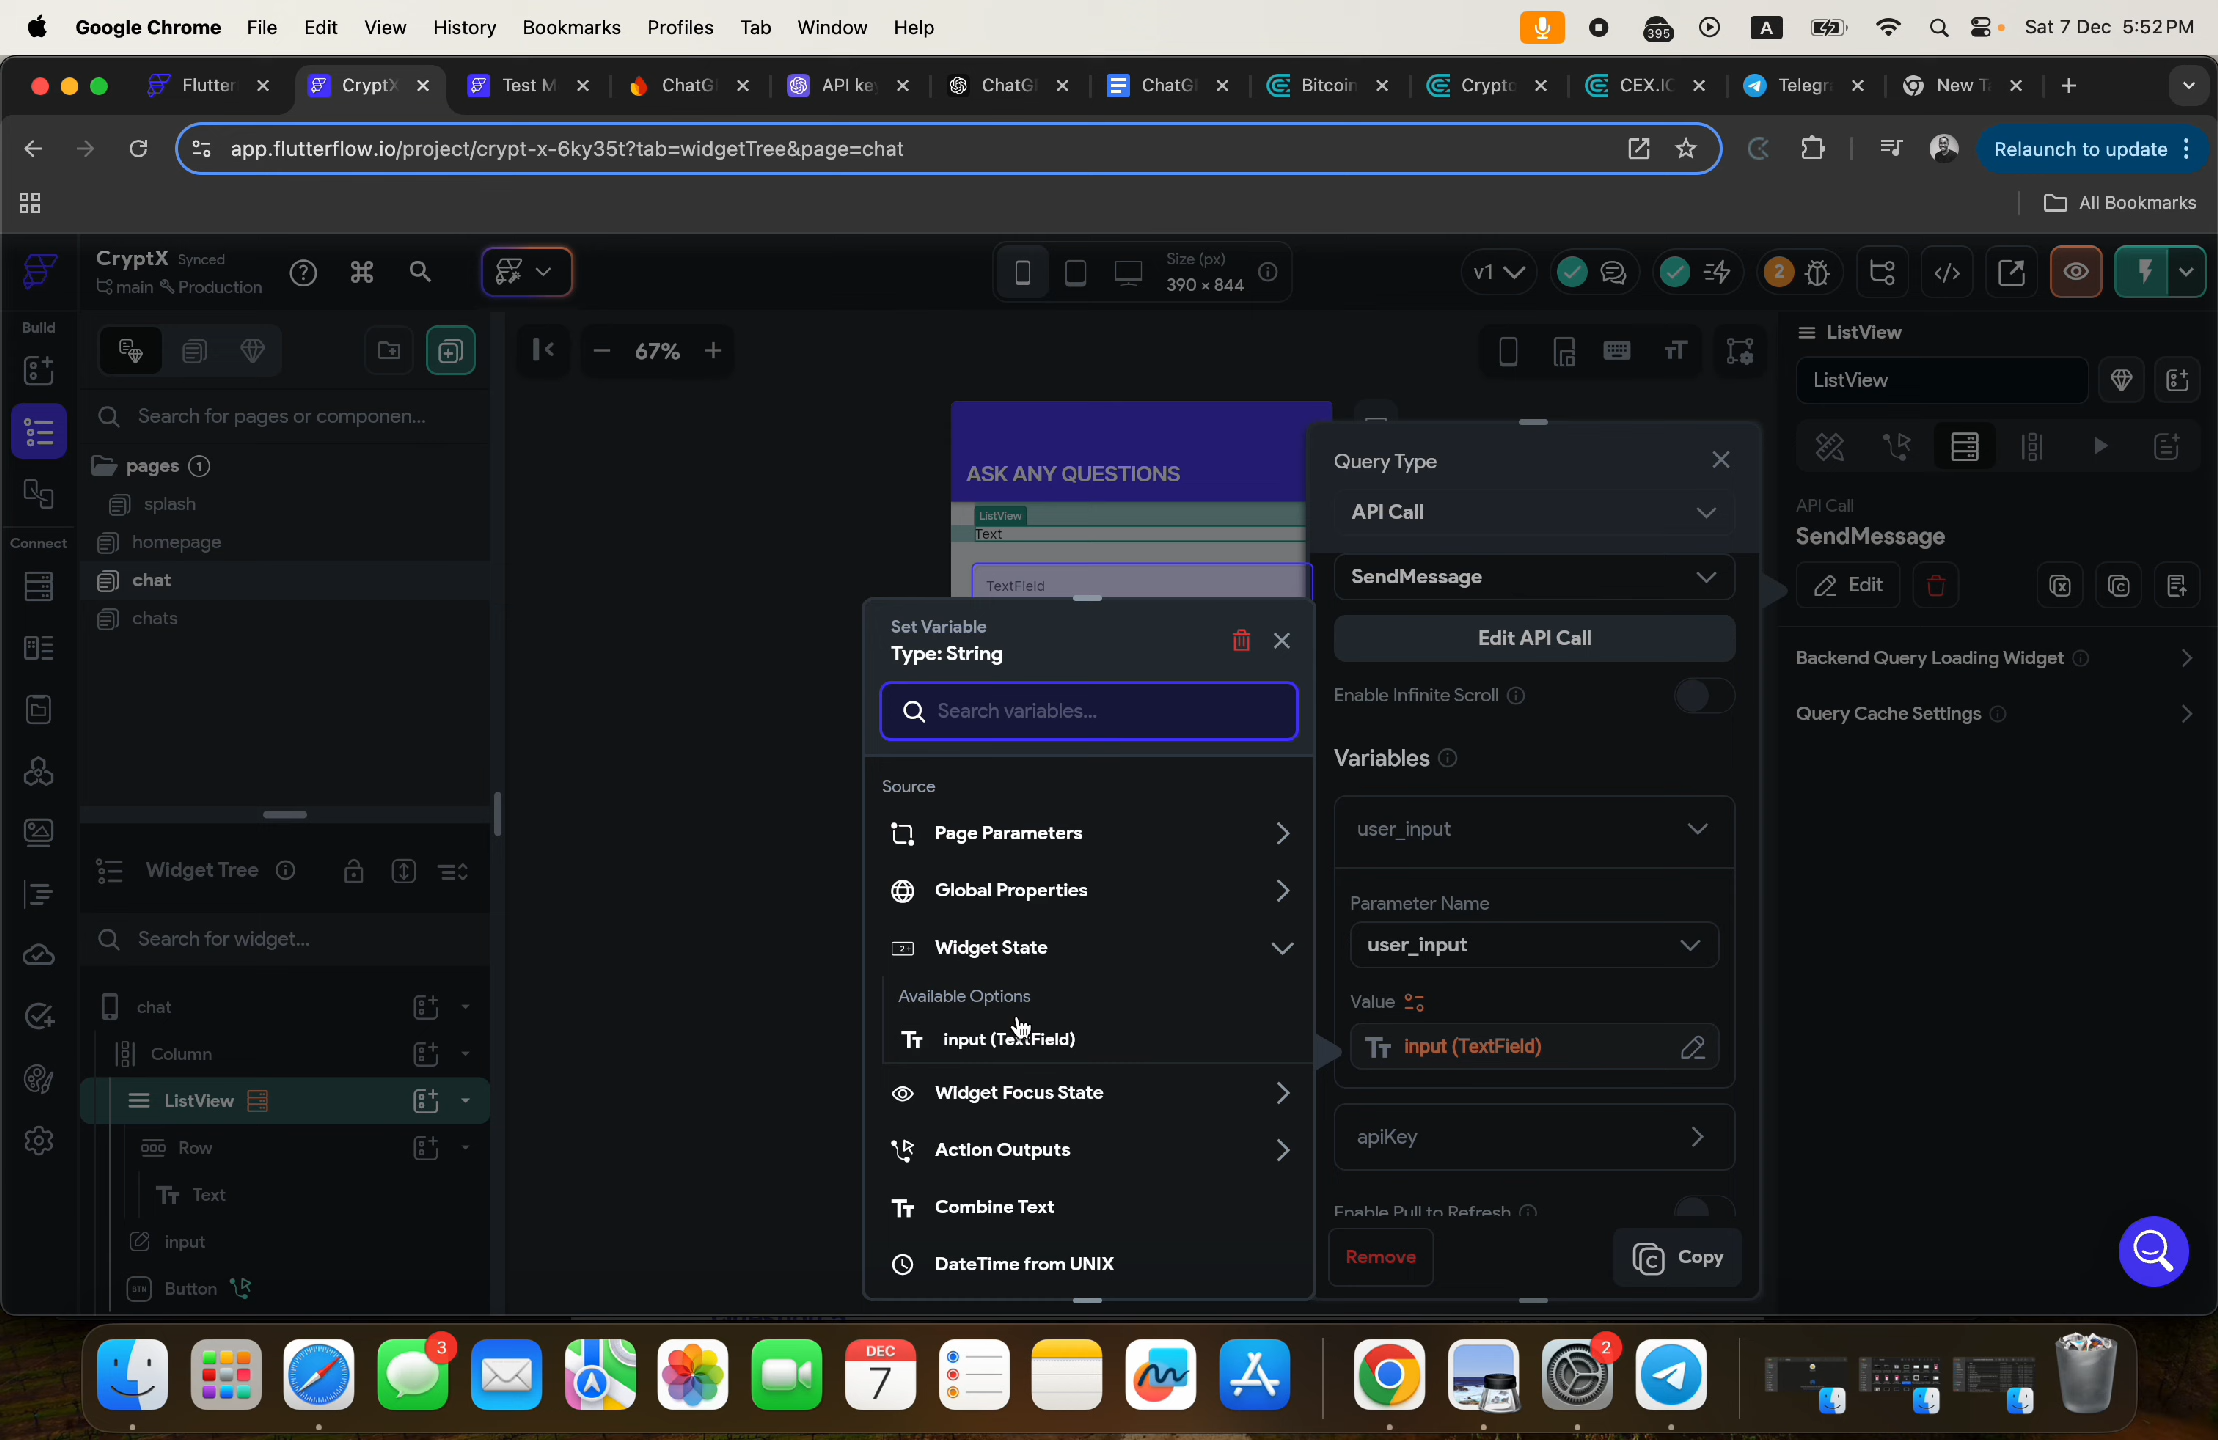 Google Chrome File Edit View History Bookmarks Profiles Tab Window Help 395 A Sat 7 Dec 5:52 PM
Flutter CryptX Test M ChatG API key ChatG ChatG Bitcoin Crypto CEX.IO Telegr New Ta
app.flutterflow.io/project/crypt-x-6ky35t?tab=widgetTree&page=chat
Relaunch to update
All Bookmarks
CryptX Synced
main Production
Size (px)
390 × 844
v1
2
Build
67%
Search for pages or componen...
pages 1
splash
Connect
homepage
chat
chats
Widget Tree
Search for widget...
chat
Column
ListView
Row
Text
input
Button
ASK ANY QUESTIONS
ListView
Text
TextField
Set Variable
Type: String
Search variables...
Source
Page Parameters
Global Properties
Widget State
Available Options
input (TextField)
Widget Focus State
Action Outputs
Combine Text
DateTime from UNIX
Query Type
API Call
SendMessage
Edit API Call
Enable Infinite Scroll
Variables
user_input
Parameter Name
user_input
Value
input (TextField)
apiKey
Enable Pull to Refresh
Remove
Copy
ListView
ListView
API Call
SendMessage
Edit
Backend Query Loading Widget
Query Cache Settings
3
DEC
7
2